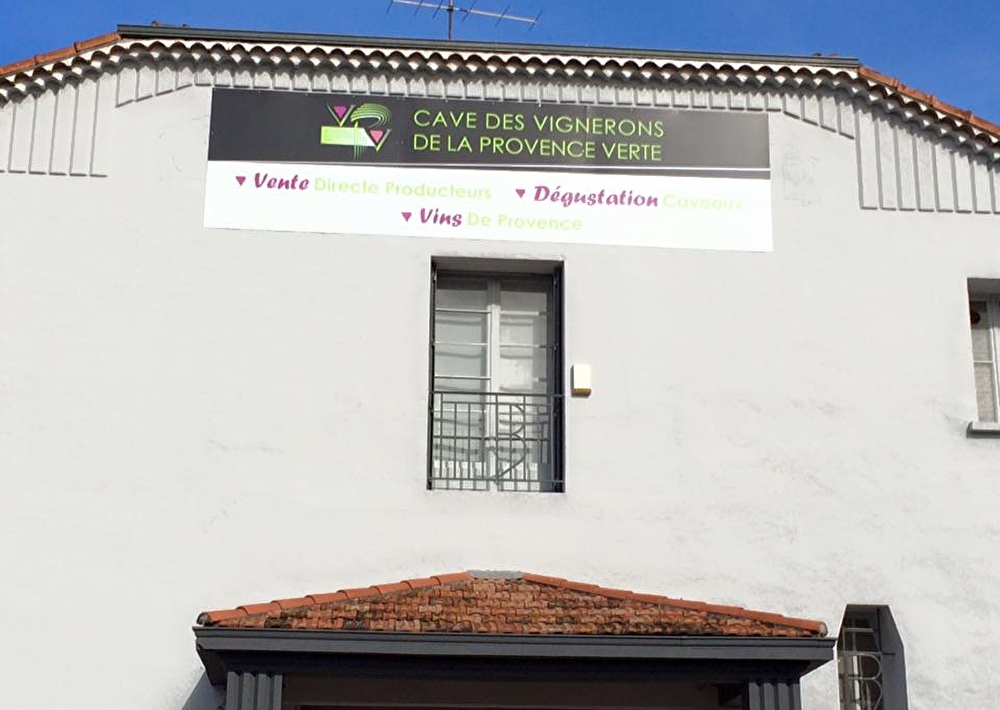 CAVE DES VIGNERONS
DE LA PROVENCE VERTE
Vente Directe Producteurs Dégustation Caveaux
Vins De Provence